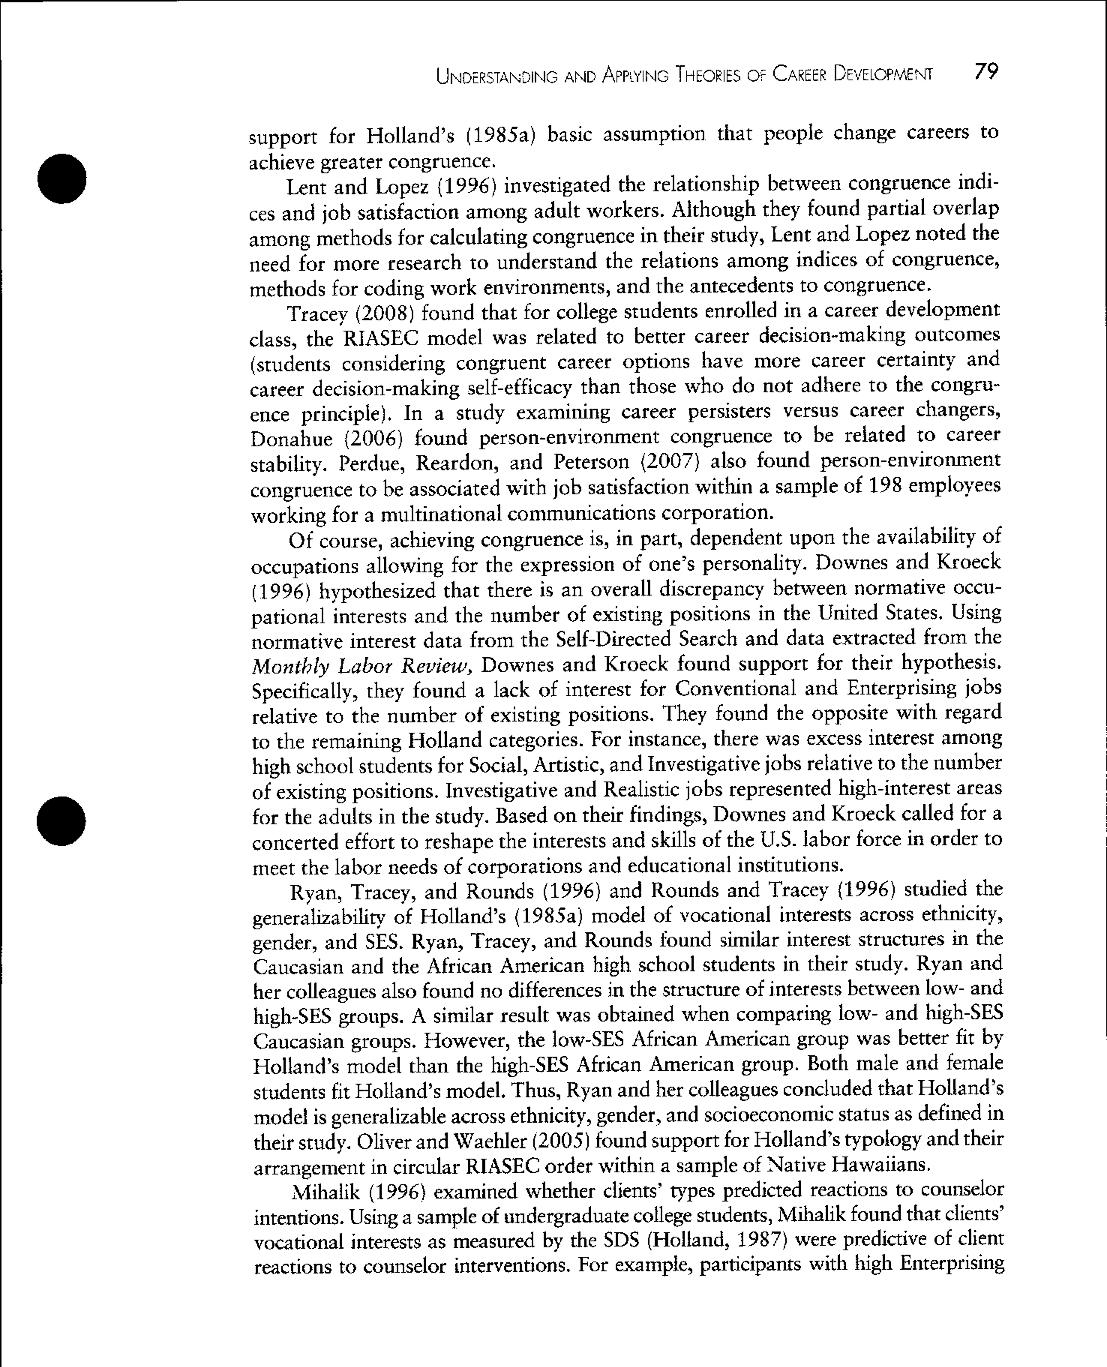 UNDERSTANDING AND APPLYING THEORIES OF CAREER DEVELOPMENT 79
support for Holland's (1985a) basic assumption that people change careers to
achieve greater congruence.
Lent and Lopez (1996) investigated the relationship between congruence indi-
ces and job satisfaction among adult workers. Although they found partial overlap
among methods for calculating congruence in their study, Lent and Lopez noted the
need for more research to understand the relations among indices of congruence,
methods for coding work environments, and the antecedents to congruence.
Tracey (2008) found that for college students enrolled in a career development
class, the RIASEC model was related to better career decision-making outcomes
(students considering congruent career options have more career certainty and
career decision-making self-efficacy than those who do not adhere to the congru-
ence principle). In a study examining career persisters versus career changers,
Donahue (2006) found person-environment congruence to be related to career
stability. Perdue, Reardon, and Peterson (2007) also found person-environment
congruence to be associated with job satisfaction within a sample of 198 employees
working for a multinational communications corporation.
Of course, achieving congruence is, in part, dependent upon the availability of
occupations allowing for the expression of one's personality. Downes and Kroeck
(1996) hypothesized that there is an overall discrepancy between normative occu-
pational interests and the number of existing positions in the United States. Using
normative interest data from the Self-Directed Search and data extracted from the
Monthly Labor Review, Downes and Kroeck found support for their hypothesis.
Specifically, they found a lack of interest for Conventional and Enterprising jobs
relative to the number of existing positions. They found the opposite with regard
to the remaining Holland categories. For instance, there was excess interest among
high school students for Social, Artistic, and Investigative jobs relative to the number
of existing positions. Investigative and Realistic jobs represented high-interest areas
for the adults in the study. Based on their findings, Downes and Kroeck called for a
concerted effort to reshape the interests and skills of the U.S. labor force in order to
meet the labor needs of corporations and educational institutions.
Ryan, Tracey, and Rounds (1996) and Rounds and Tracey (1996) studied the
generalizability of Holland's (1985a) model of vocational interests across ethnicity,
gender, and SES. Ryan, Tracey, and Rounds found similar interest structures in the
Caucasian and the African American high school students in their study. Ryan and
her colleagues also found no differences in the structure of interests between low- and
high-SES groups. A similar result was obtained when comparing low- and high-SES
Caucasian groups. However, the low-SES African American group was better fit by
Holland's model than the high-SES African American group. Both male and female
students fit Holland's model. Thus, Ryan and her colleagues concluded that Holland's
model is generalizable across ethnicity, gender, and socioeconomic status as defined in
their study. Oliver and Waehler (2005) found support for Holland's typology and their
arrangement in circular RIASEC order within a sample of Native Hawaiians.
Mihalik (1996) examined whether clients' types predicted reactions to counselor
intentions. Using a sample of undergraduate college students, Mihalik found that clients'
vocational interests as measured by the SDS (Holland, 1987) were predictive of client
reactions to counselor interventions. For example, participants with high Enterprising